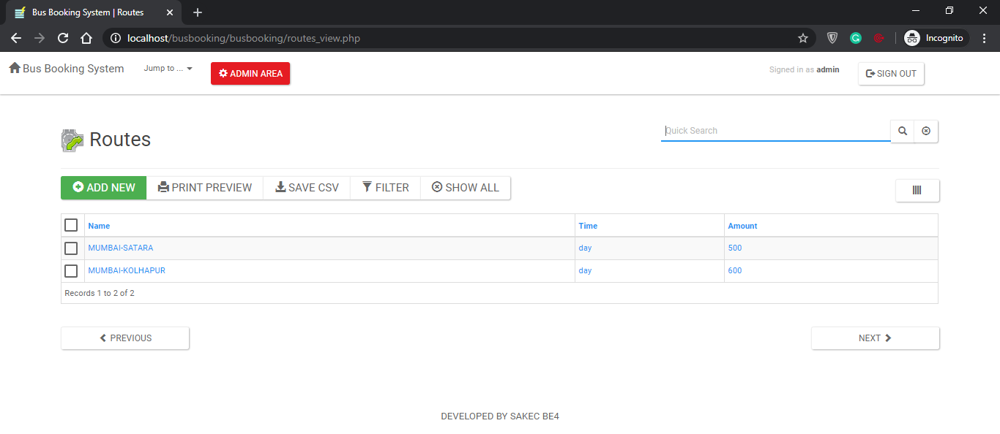 Bus Booking System | Routes
localhost/busbooking/busbooking/routes_view.php
Incognito
Bus Booking System
Jump to ...
ADMIN AREA
Signed in as admin
SIGN OUT
Routes
Quick Search
ADD NEW
PRINT PREVIEW
SAVE CSV
FILTER
SHOW ALL
Name Time Amount
MUMBAI-SATARA day 500
MUMBAI-KOLHAPUR day 600
Records 1 to 2 of 2
PREVIOUS
NEXT
DEVELOPED BY SAKEC BE4